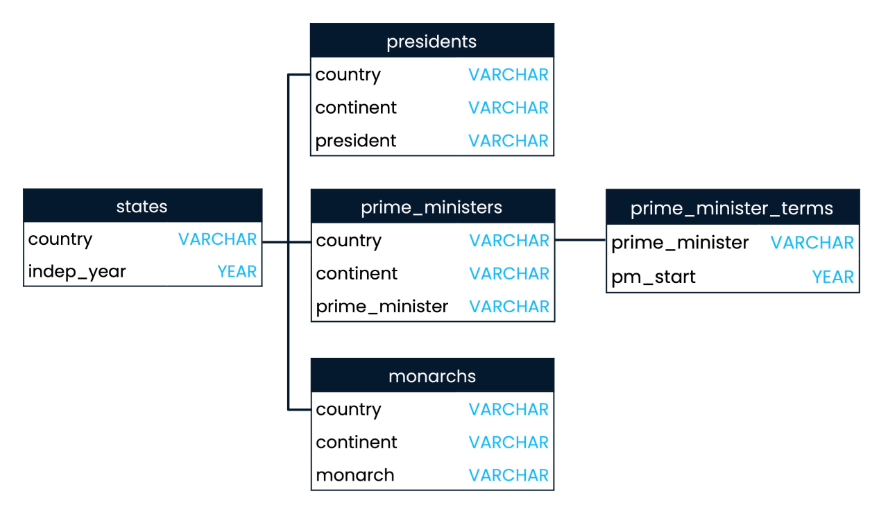 presidents
country VARCHAR
continent VARCHAR
president VARCHAR
states
country VARCHAR
indep_year YEAR
prime_ministers
country VARCHAR
continent VARCHAR
prime_minister VARCHAR
prime_minister_terms
prime_minister VARCHAR
pm_start YEAR
monarchs
country VARCHAR
continent VARCHAR
monarch VARCHAR